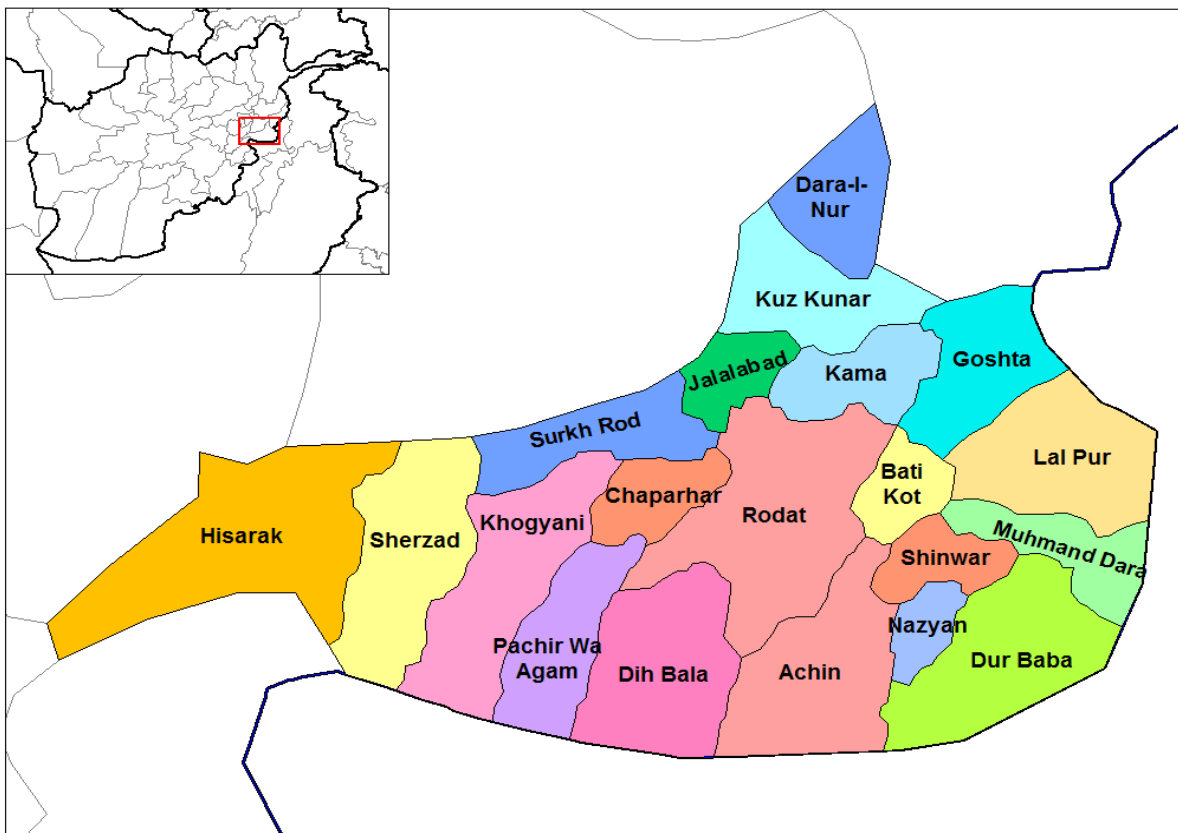 Dara-I-
Nur
Kuz Kunar
Jalalabad
Kama
Goshta
Surkh Rod
Lal Pur
Bati
Kot
Chaparhar
Khogyani
Rodat
Hisarak
Sherzad
Muhmand Dara
Shinwar
Nazyan
Pachir Wa
Agam
Dih Bala
Achin
Dur Baba